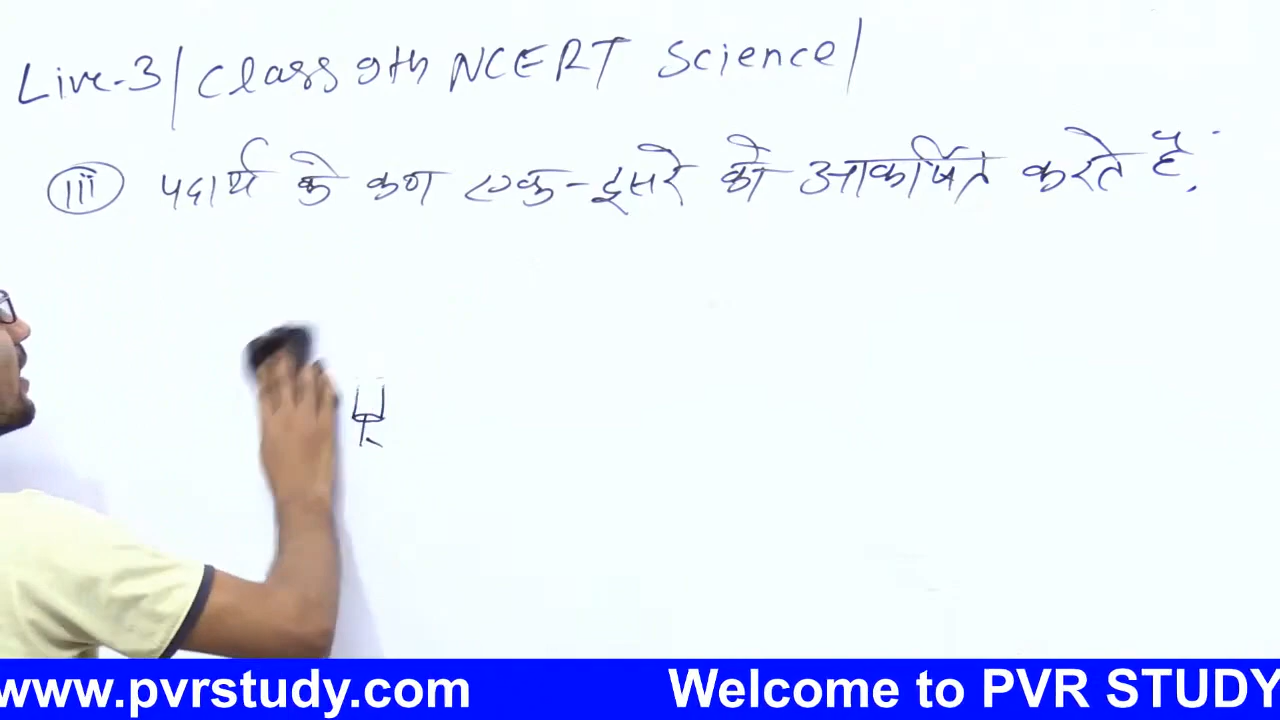 Live-3/Class 9th NCERT Science/
(iii) पदार्थ के कण एक-दुसरे को आकर्षित करते हैं.
www.pvrstudy.com Welcome to PVR STUDY